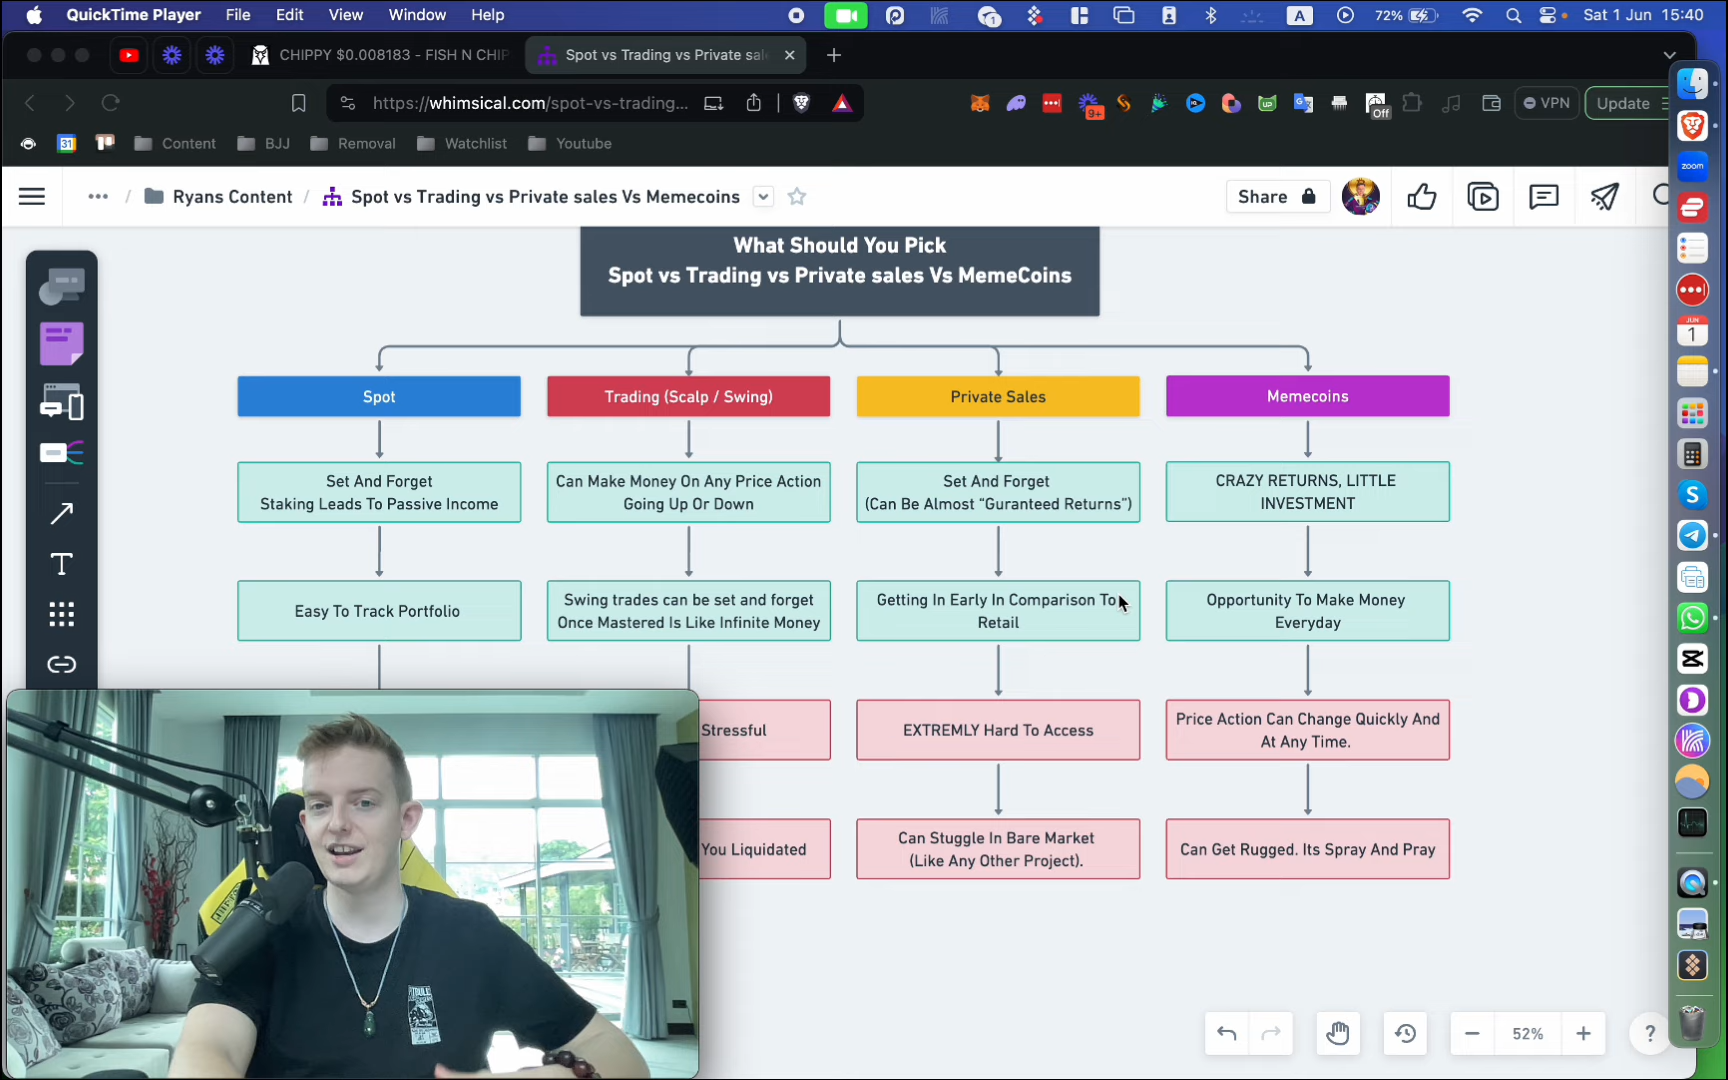 QuickTime Player File Edit View Window Help
1
A
72%
Sat 1 Jun 15:40
CHIPPY $0.008183 - FISH N CHIP
Spot vs Trading vs Private sal
https://whimsical.com/spot-vs-trading...
9+
UP
Off
VPN
Update
31
Content
BJJ
Removal
Watchlist
Youtube
Ryans Content
/
Spot vs Trading vs Private sales Vs Memecoins
Share
zoom
JUN
1
What Should You Pick
Spot vs Trading vs Private sales Vs MemeCoins
Spot
Trading (Scalp / Swing)
Private Sales
Memecoins
Set And Forget
Staking Leads To Passive Income
Can Make Money On Any Price Action
Going Up Or Down
Set And Forget
(Can Be Almost “Guranteed Returns”)
CRAZY RETURNS, LITTLE
INVESTMENT
Easy To Track Portfolio
Swing trades can be set and forget
Once Mastered Is Like Infinite Money
Getting In Early In Comparison To
Retail
Opportunity To Make Money
Everyday
Stressful
EXTREMLY Hard To Access
Price Action Can Change Quickly And
At Any Time.
You Liquidated
Can Stuggle In Bare Market
(Like Any Other Project).
Can Get Rugged. Its Spray And Pray
52%
?